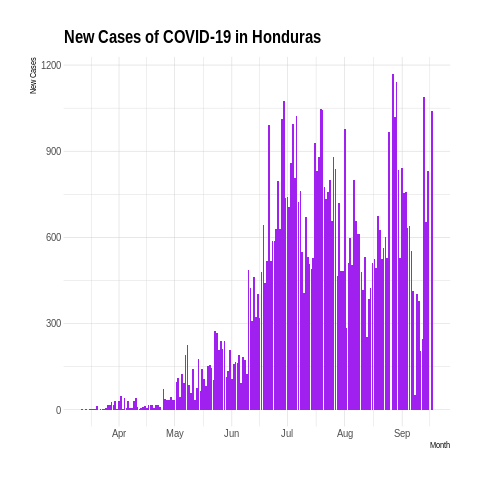 New Cases of COVID-19 in Honduras
New Cases
1200
900
600
300
0
Apr May Jun Jul Aug Sep
Month